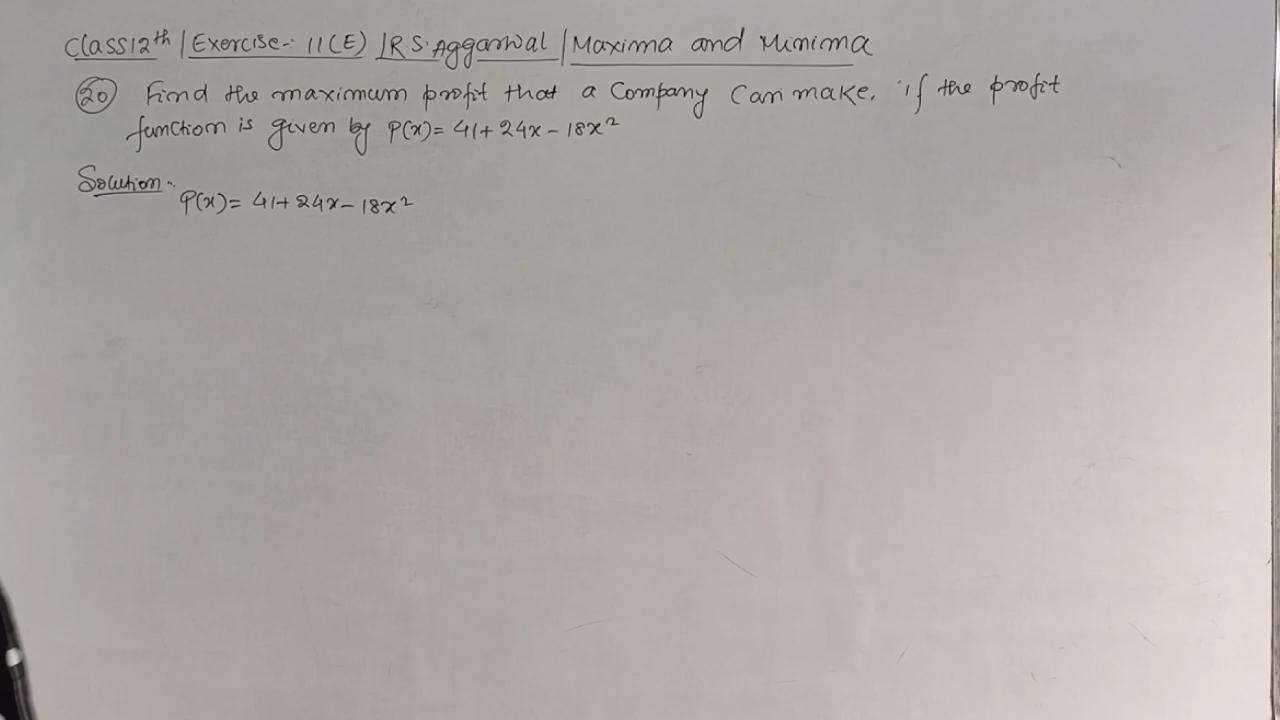 Class12th | Exercise-: 11(E) | R S. Aggarwal | Maxima and Minima
20 Find the maximum profit that a Company Can make, if the profit
function is given by P(x)= 41+ 24x - 18x²
Solution:-
P(x)= 41+ 24x - 18x²